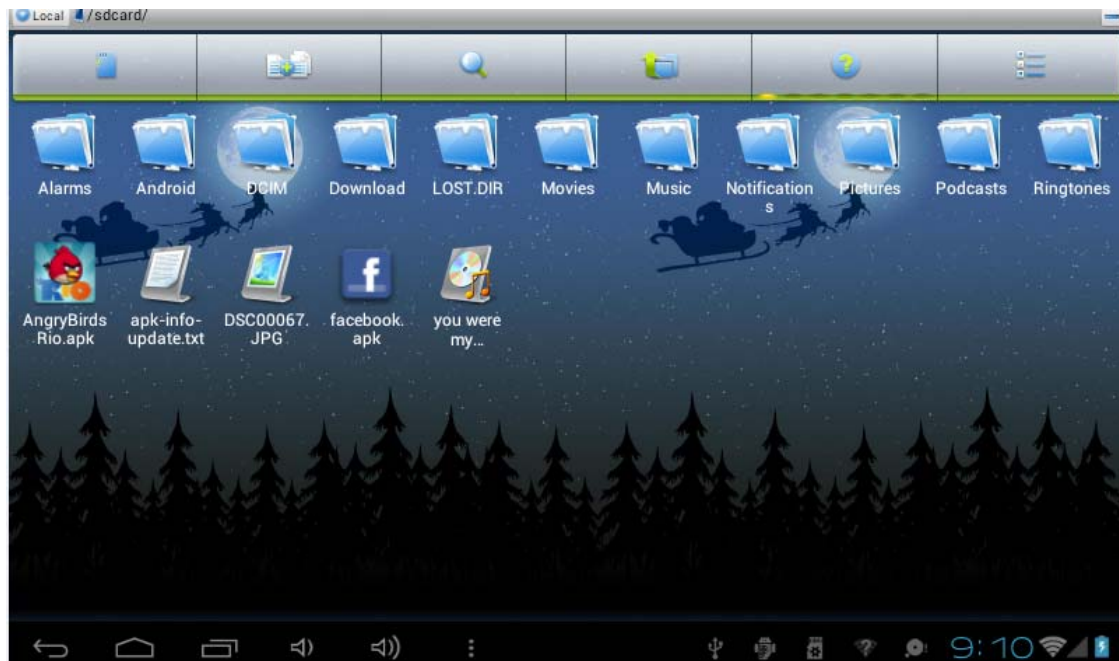 Local /sdcard/
Alarms
Android
DCIM
Download
LOST.DIR
Movies
Music
Notification
s
Pictures
Podcasts
Ringtones
AngryBirds
Rio.apk
apk-info-
update.txt
DSC00067.
JPG
facebook.
apk
you were
my...
9:10